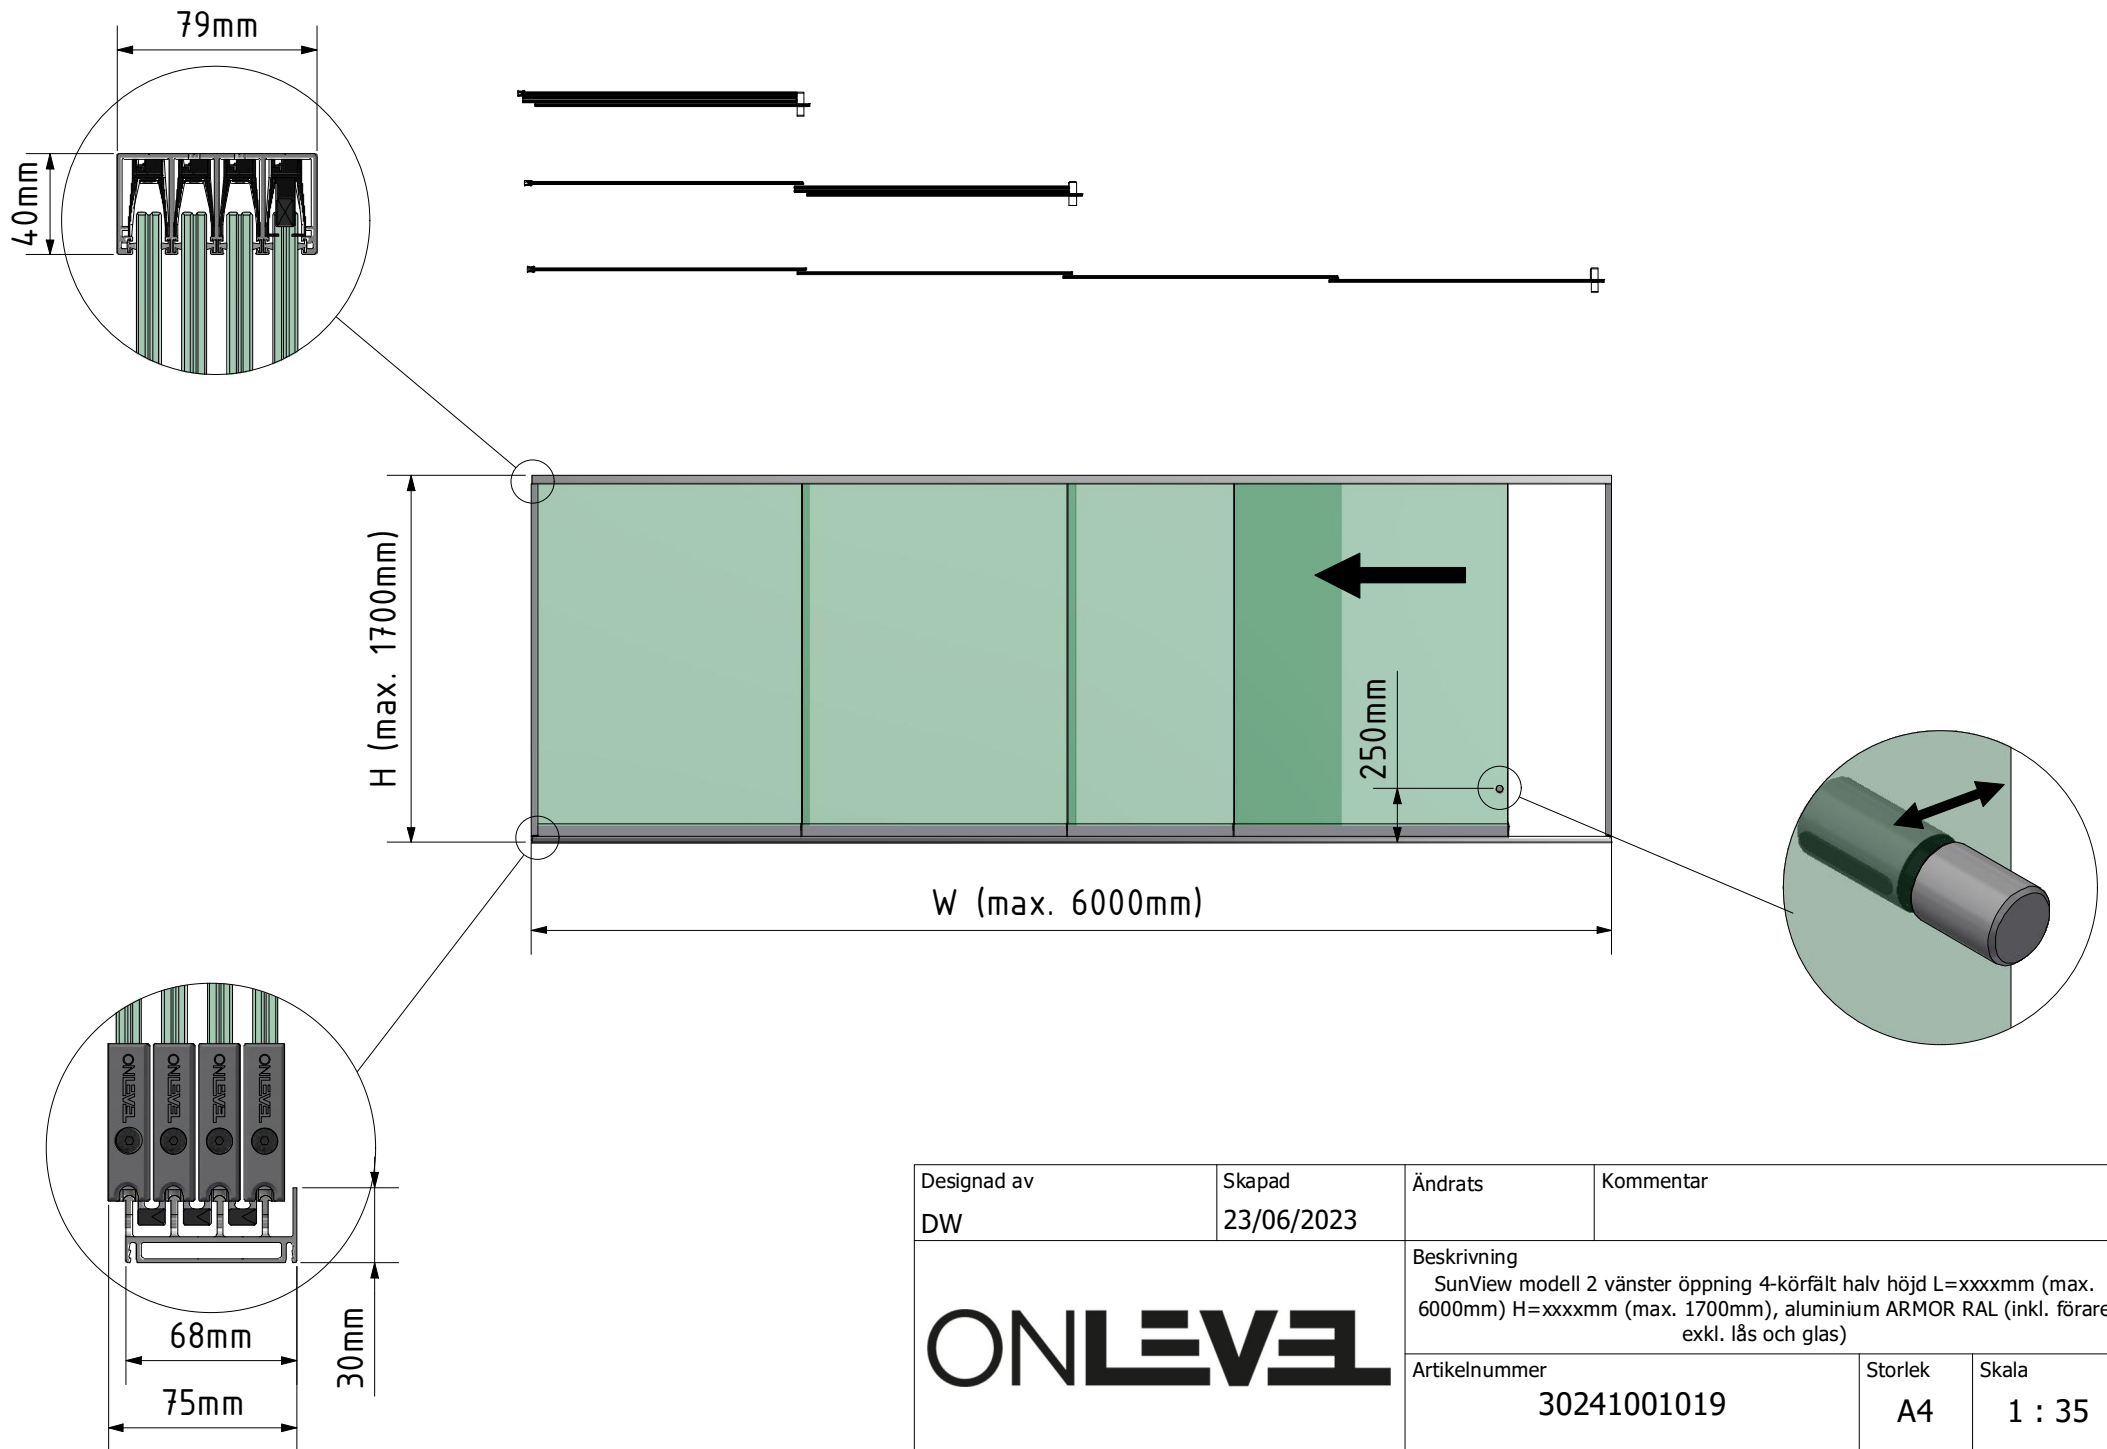 79mm
40mm
H (max. 1700mm)
250mm
W (max. 6000mm)
ONLEVEL
ONLEVEL
ONLEVEL
ONLEVEL
68mm
75mm
30mm
Designad av
DW
Skapad
23/06/2023
Ändrats
Kommentar
ONLEVEL
Beskrivning
SunView modell 2 vänster öppning 4-körfält halv höjd L=xxxxmm (max.
6000mm) H=xxxxmm (max. 1700mm), aluminium ARMOR RAL (inkl. förare
exkl. lås och glas)
Artikelnummer
30241001019
Storlek
A4
Skala
1 : 35